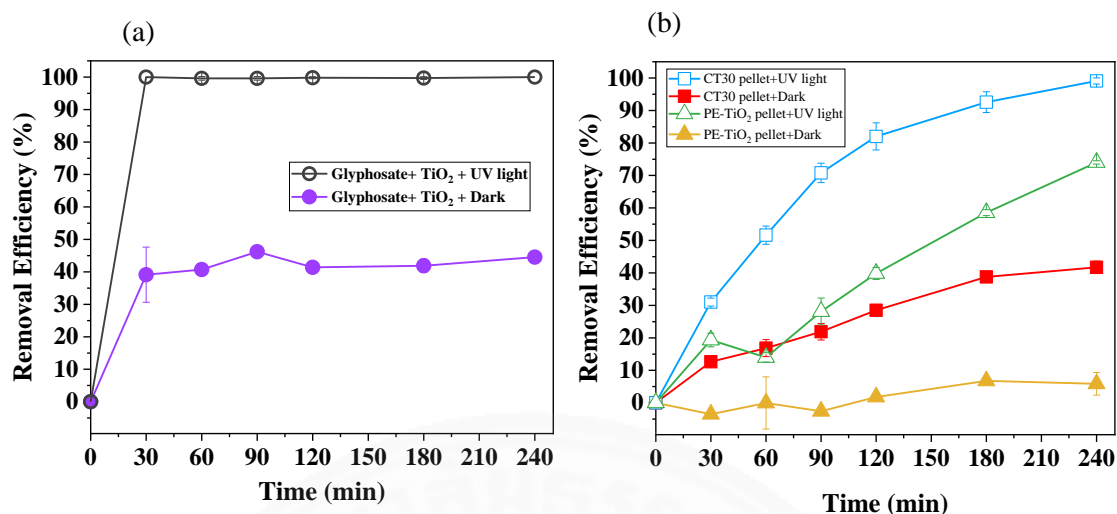 (a)
Removal Efficiency (%)
100
90
80
70
60
50
40
30
20
10
0
Glyphosate+ TiO₂ + UV light
Glyphosate+ TiO₂ + Dark
0 30 60 90 120 150 180 210 240
Time (min)
(b)
Removal Efficiency (%)
100
90
80
70
60
50
40
30
20
10
0
CT30 pellet+UV light
CT30 pellet+Dark
PE-TiO₂ pellet+UV light
PE-TiO₂ pellet+Dark
0 30 60 90 120 150 180 210 240
Time (min)